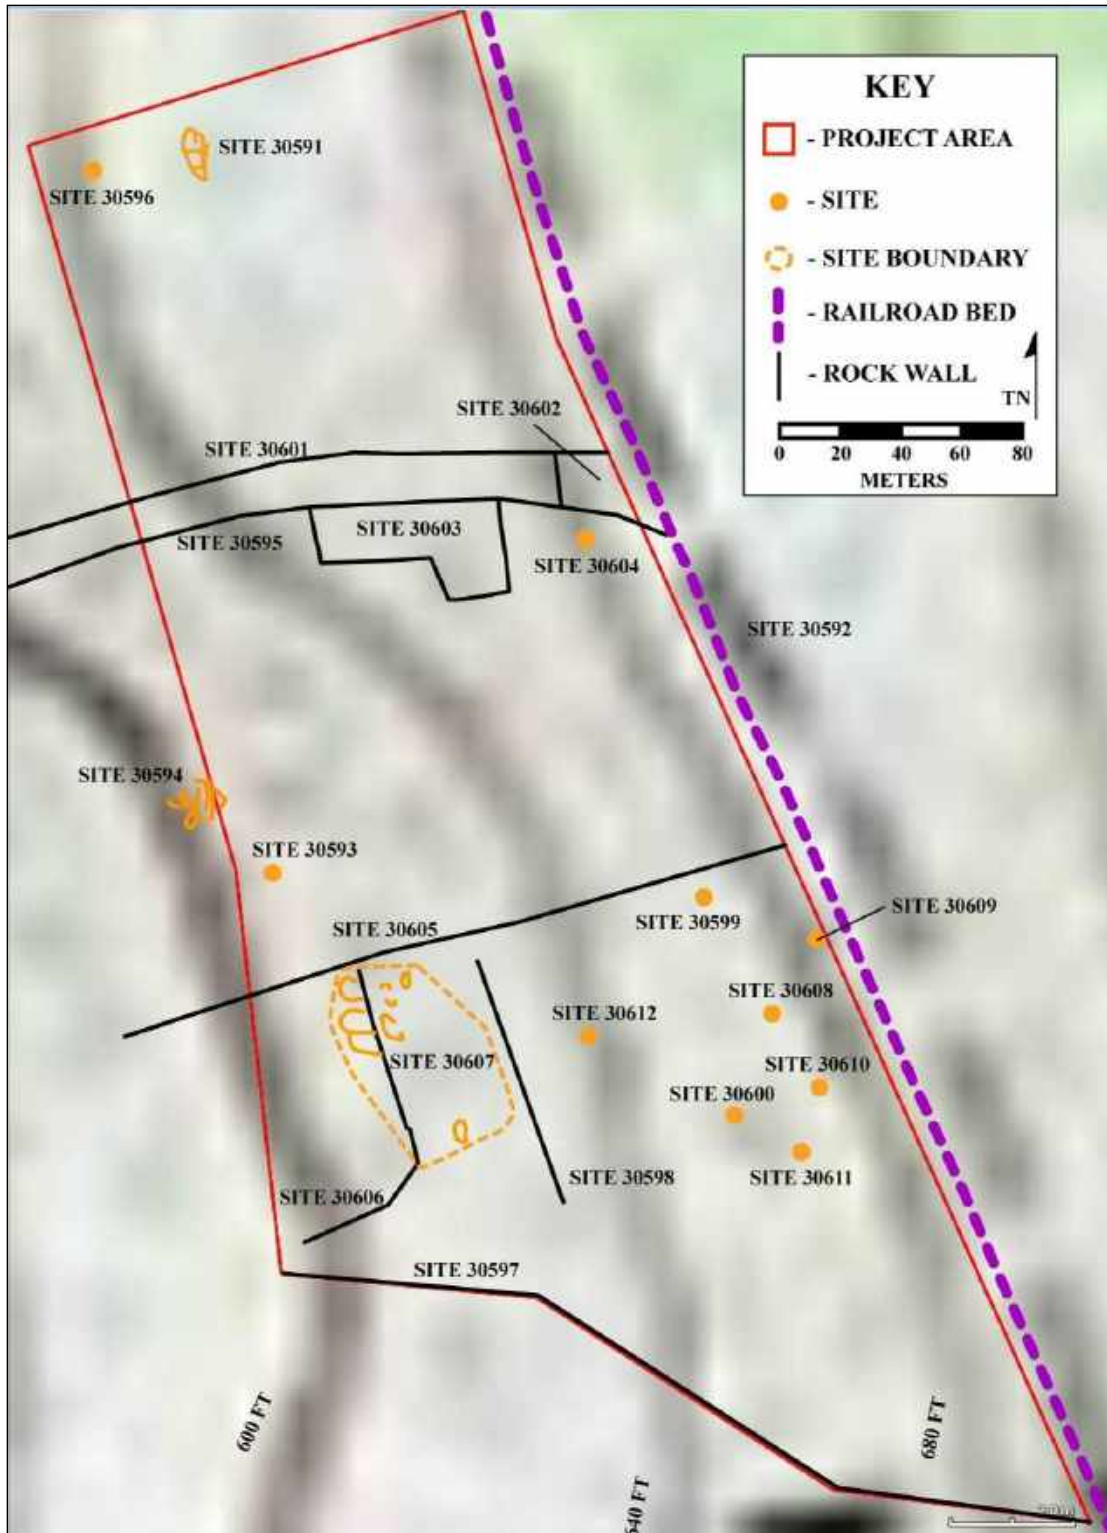 KEY
- PROJECT AREA
- SITE
- SITE BOUNDARY
- RAILROAD BED
- ROCK WALL
TN
0 20 40 60 80
METERS
SITE 30591
SITE 30596
SITE 30602
SITE 30601
SITE 30603
SITE 30595
SITE 30604
SITE 30592
SITE 30594
SITE 30593
SITE 30599
SITE 30609
SITE 30605
SITE 30608
SITE 30612
SITE 30607
SITE 30610
SITE 30600
SITE 30598
SITE 30611
SITE 30606
SITE 30597
600 FT
680 FT
640 FT